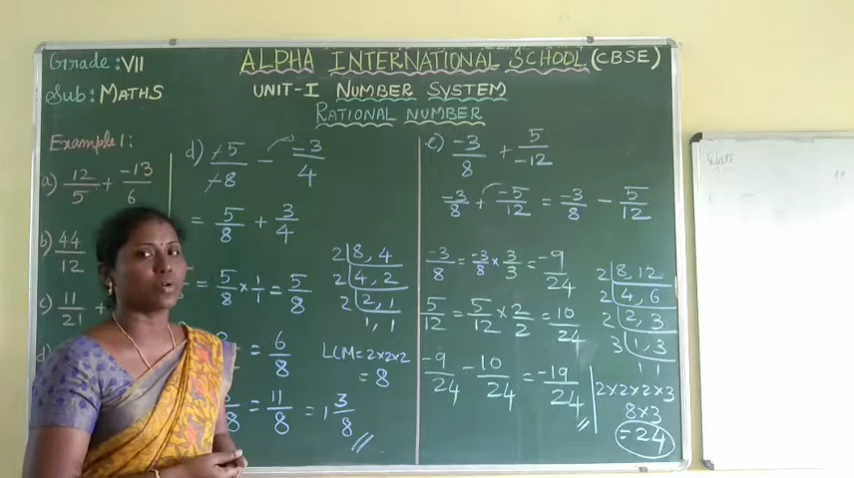 Grade : VII
ALPHA INTERNATIONAL SCHOOL (CBSE)
Sub : MATHS
UNIT-I NUMBER SYSTEM
RATIONAL NUMBER
Example 1:
a) 12/5 + -13/6
b) 44/12
c) 11/21 +
d)
d) -5/-8 - -3/4
= 5/8 + 3/4
= 5/8 × 1/1 = 5/8
= 6/8
/8 = 11/8 = 1 3/8 //
2 | 8, 4
2 | 4, 2
2 | 2, 1
1, 1
LCM = 2×2×2
= 8
e) -3/8 + 5/-12
-3/8 + -5/12 = -3/8 - 5/12
-3/8 = -3/8 × 3/3 = -9/24
5/12 = 5/12 × 2/2 = 10/24
-9/24 - 10/24 = -19/24 //
2 | 8, 12
2 | 4, 6
2 | 2, 3
3 | 1, 3
1 1
2×2×2×3
8×3
= 24
Date